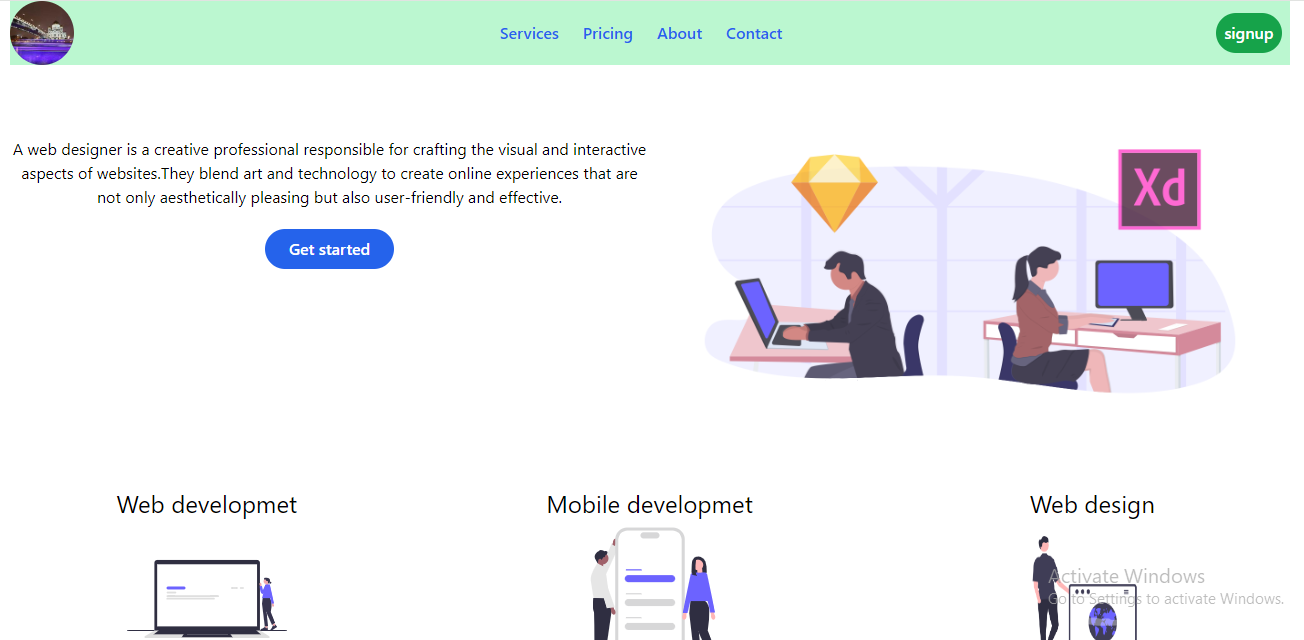 Services Pricing About Contact signup
A web designer is a creative professional responsible for crafting the visual and interactive
aspects of websites.They blend art and technology to create online experiences that are
not only aesthetically pleasing but also user-friendly and effective.
Get started
Xd
Web developmet Mobile developmet Web design
Activate Windows
Go to Settings to activate Windows.